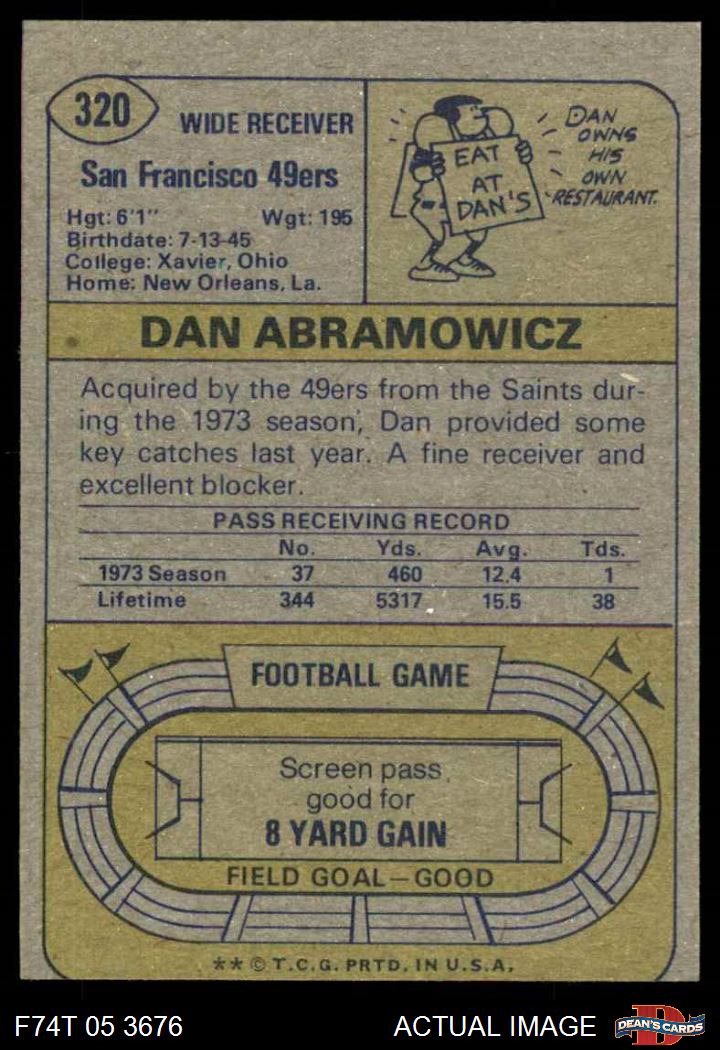 320
WIDE RECEIVER
San Francisco 49ers
Hgt: 6'1" Wgt: 195
Birthdate: 7-13-45
College: Xavier, Ohio
Home: New Orleans, La.
EAT
AT
DAN'S
DAN
OWNS
HIS
OWN
RESTAURANT.
DAN ABRAMOWICZ
Acquired by the 49ers from the Saints dur-
ing the 1973 season, Dan provided some
key catches last year. A fine receiver and
excellent blocker.
PASS RECEIVING RECORD
No. Yds. Avg. Tds.
1973 Season 37 460 12.4 1
Lifetime 344 5317 15.5 38
FOOTBALL GAME
Screen pass
good for
8 YARD GAIN
FIELD GOAL—GOOD
** © T.C.G. PRTD. IN U.S.A.
F74T 05 3676 ACTUAL IMAGE
D
DEAN'S CARDS